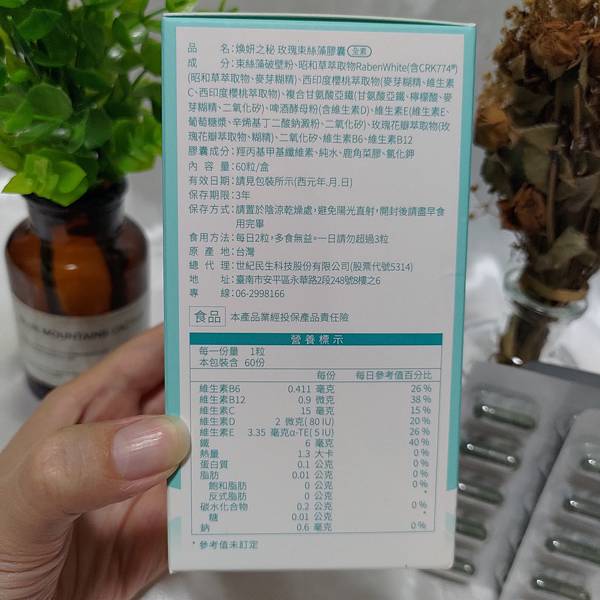 品名:煥妍之秘 玫瑰束絲藻膠囊 全素
成分:束絲藻破壁粉、昭和草萃取物RabenWhite(含CRK774®)
(昭和草萃取物、麥芽糊精)、西印度櫻桃萃取物(麥芽糊精、維生素
C、西印度櫻桃萃取物)、複合甘氨酸亞鐵(甘氨酸亞鐵、檸檬酸、麥
芽糊精、二氧化矽)、啤酒酵母粉(含維生素D)、維生素E(維生素E、
葡萄糖漿、辛烯基丁二酸鈉澱粉、二氧化矽)、玫瑰花瓣萃取物(玫
瑰花瓣萃取物、糊精)、二氧化矽、維生素B6、維生素B12
膠囊成分:羥丙基甲基纖維素、純水、鹿角菜膠、氯化鉀
內容量:60粒/盒
有效日期:請見包裝所示(西元年.月.日)
保存期限:3年
保存方式:請置於陰涼乾燥處,避免陽光直射,開封後請盡早食
用完畢
食用方法:每日2粒,多食無益。一日請勿超過3粒
原產地:台灣
總代理:世紀民生科技股份有限公司(股票代號5314)
地址:臺南市安平區永華路2段248號8樓之6
專線:06-2998166
食品 本產品業經投保產品責任險
營養標示
每一份量 1粒
本包裝含 60份
每份 每日參考值百分比
維生素B6 0.411 毫克 26%
維生素B12 0.9 微克 38%
維生素C 15 毫克 15%
維生素D 2 微克(80 IU) 20%
維生素E 3.35 毫克α-TE(5 IU) 26%
鐵 6 毫克 40%
熱量 1.3 大卡 0%
蛋白質 0.1 公克 0%
脂肪 0.01 公克 0%
飽和脂肪 0 公克 0%
反式脂肪 0 公克 *
碳水化合物 0.2 公克 0%
糖 0.01 公克 *
鈉 0.6 毫克 0%
* 參考值未訂定